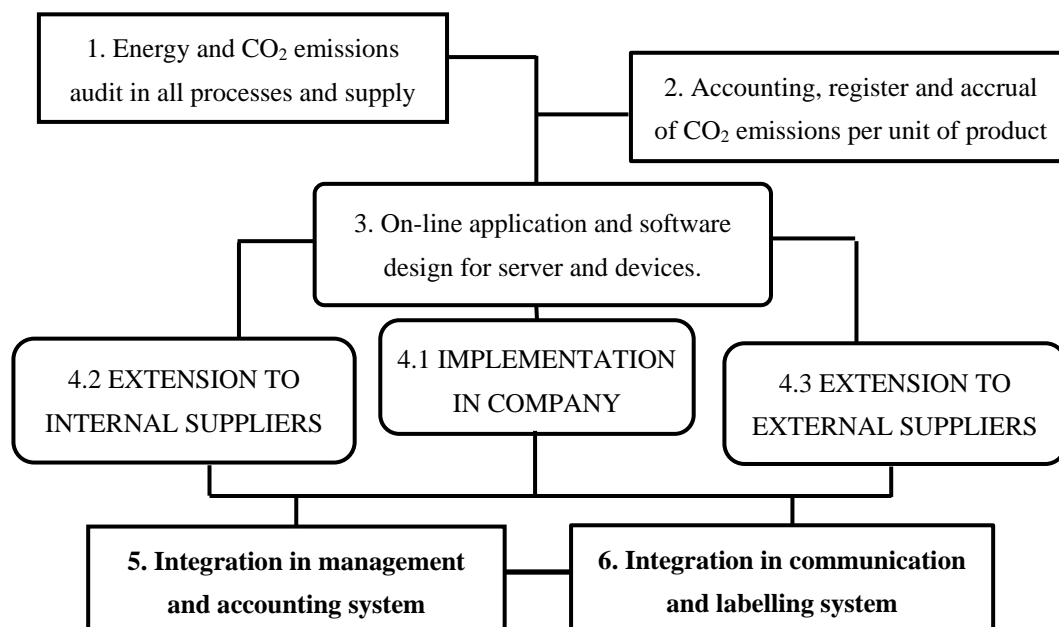 1. Energy and CO₂ emissions
audit in all processes and supply
2. Accounting, register and accrual
of CO₂ emissions per unit of product
3. On-line application and software
design for server and devices.
4.2 EXTENSION TO
INTERNAL SUPPLIERS
4.1 IMPLEMENTATION
IN COMPANY
4.3 EXTENSION TO
EXTERNAL SUPPLIERS
5. Integration in management
and accounting system
6. Integration in communication
and labelling system